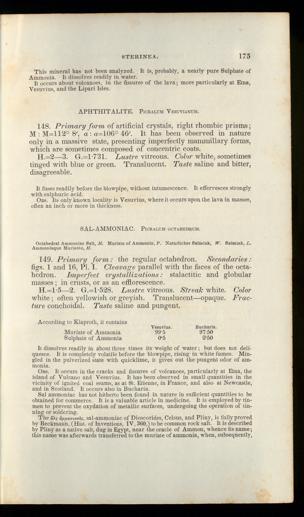 STERINEA. 175
This mineral has not been analyzed. It is, probably, a nearly pure Sulphate of
Ammonia. It dissolves readily in water.
It occurs about volcanoes, in the fissures of the lava; more particularly at Etna,
Vesuvius, and the Lipari Isles.
APHTHITALITE. PICRALUM VESUVIANUM.
148. Primary form of artificial crystals, right rhombic prisms;
M : M=112° 8′, a : a=106° 46′. It has been observed in nature
only in a massive state, presenting imperfectly mammillary forms,
which are sometimes composed of concentric coats.
H.=2—3. G.=1·731. Lustre vitreous. Color white, sometimes
tinged with blue or green. Translucent. Taste saline and bitter,
disagreeable.
It fuses readily before the blowpipe, without intumescence. It effervesces strongly
with sulphuric acid.
OBS. Its only known locality is Vesuvius, where it occurs upon the lava in masses,
often an inch or more in thickness.
SAL-AMMONIAC. PICRALUM OCTAHEDRUM.
Octahedral Ammoniac Salt, M. Muriate of Ammonia, P. Naturlicher Salmiak, W. Salmiak, L.
Ammoniaque Muriatée, H.
149. Primary form: the regular octahedron. Secondaries:
figs. 1 and 16, Pl. I. Cleavage parallel with the faces of the octa-
hedron. Imperfect crystallizations: stalactitic and globular
masses; in crusts, or as an efflorescence.
H.=1·5—2. G.=1·528. Lustre vitreous. Streak white. Color
white; often yellowish or greyish. Translucent—opaque. Frac-
ture conchoidal. Taste saline and pungent.
According to Klaproth, it contains
Vesuvius. Bucharia.
Muriate of Ammonia 99·5 97·50
Sulphate of Ammonia 0·5 2·50
It dissolves readily in about three times its weight of water; but does not deli-
quesce. It is completely volatile before the blowpipe, rising in white fumes. Min-
gled in the pulverized state with quicklime, it gives out the pungent odor of am-
monia.
OBS. It occurs in the cracks and fissures of volcanoes, particularly at Etna, the
island of Vulcano and Vesuvius. It has been observed in small quantities in the
vicinity of ignited coal seams, as at St. Etienne, in France, and also at Newcastle,
and in Scotland. It occurs also in Bucharia.
Sal ammoniac has not hitherto been found in nature in sufficient quantities to be
obtained for commerce. It is a valuable article in medicine. It is employed by tin-
men to prevent the oxydation of metallic surfaces, undergoing the operation of tin-
ning or soldering.
The sal-ammoniac of Dioscorides, Celsus, and Pliny, is fully proved
by Beckmann, (Hist. of Inventions, IV. 360,) to be common rock salt. It is described
by Pliny as a native salt, dug in Egypt, near the oracle of Ammon, whence its name;
this name was afterwards transferred to the muriate of ammonia, when, subsequently,